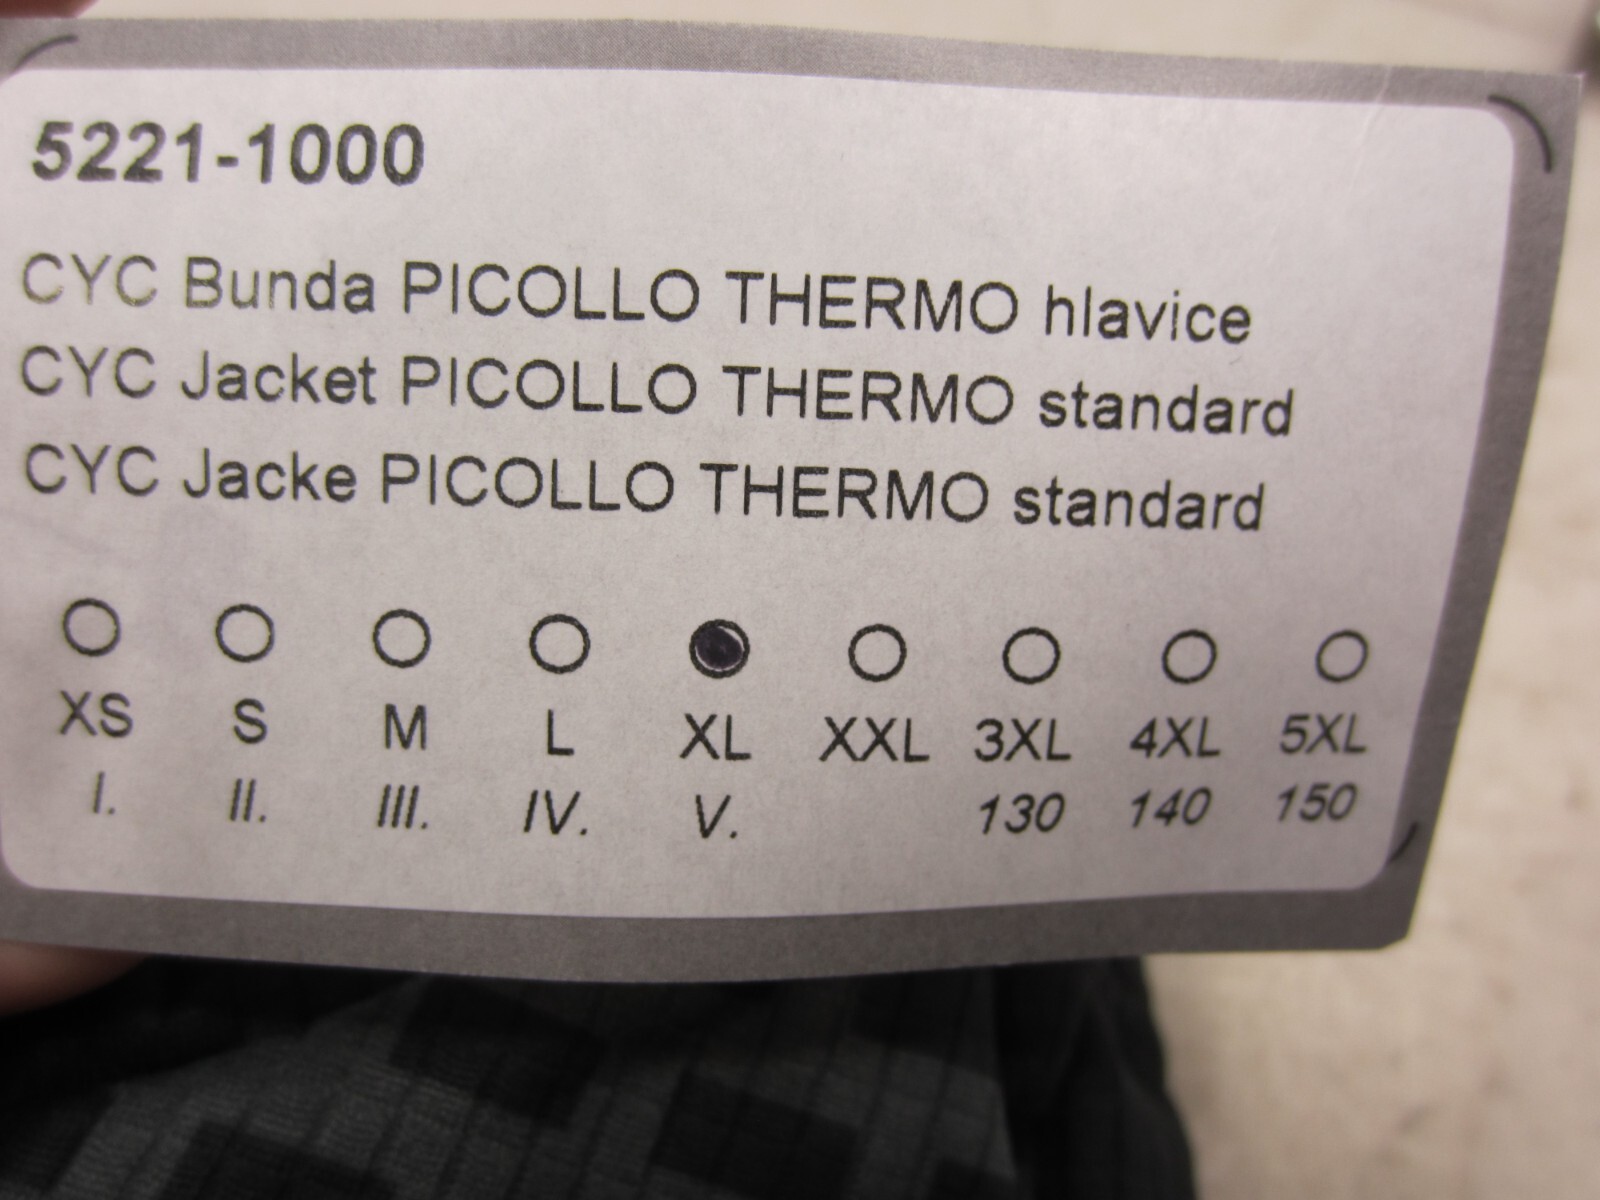 5221-1000
CYC Bunda PICOLLO THERMO hlavice
CYC Jacket PICOLLO THERMO standard
CYC Jacke PICOLLO THERMO standard
XS S M L XL XXL 3XL 4XL 5XL
I. II. III. IV. V. 130 140 150